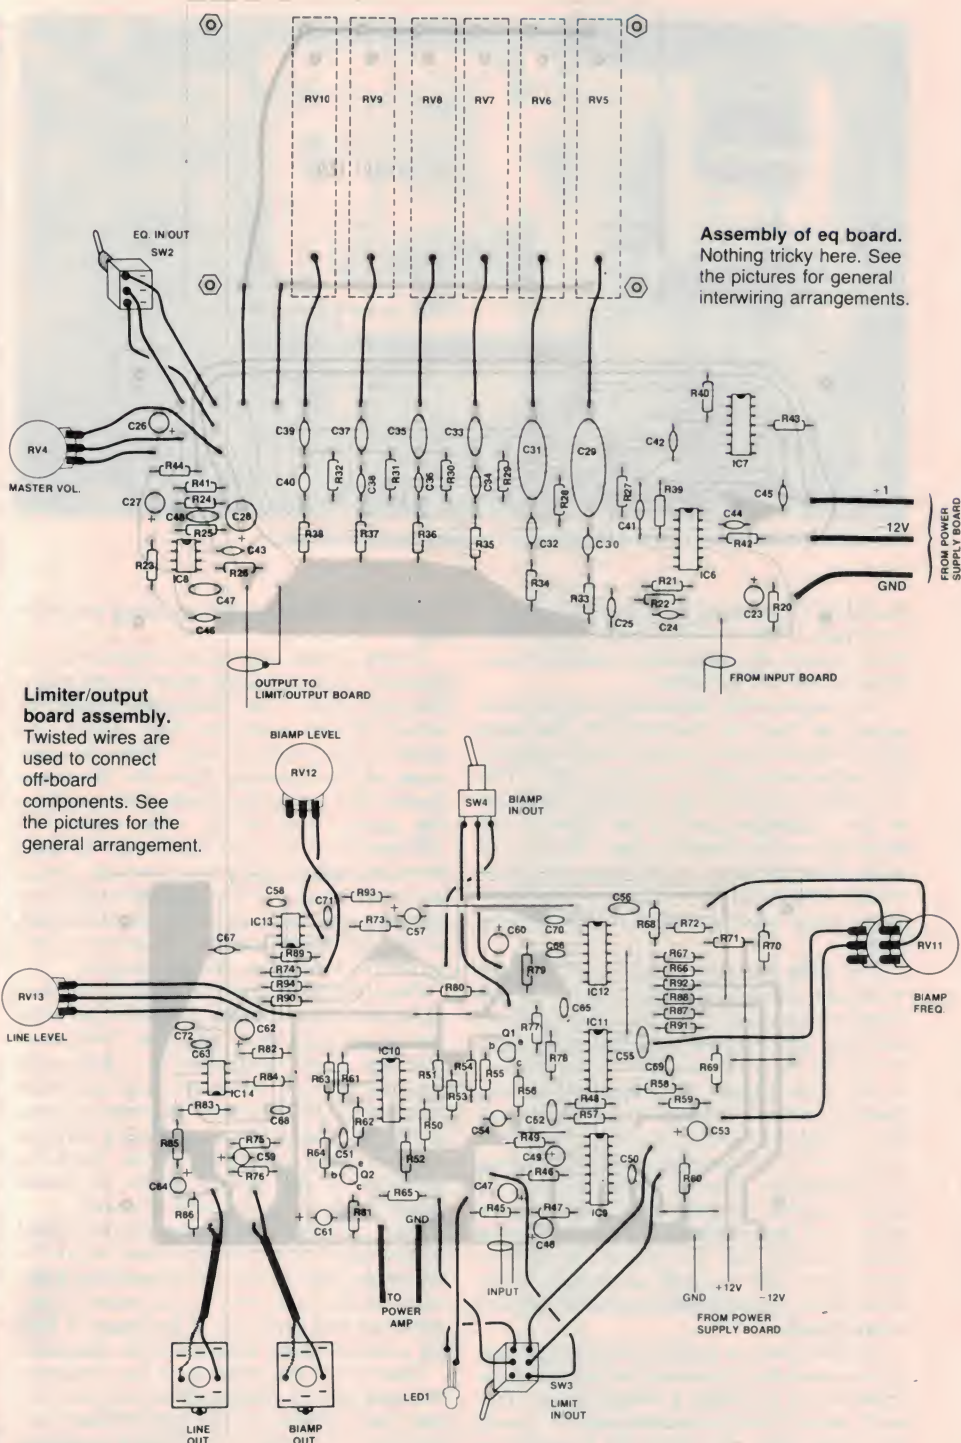 RV10 RV9 RV8 RV7 RV6 RV5
EQ. IN/OUT
SW2
Assembly of eq board.
Nothing tricky here. See
the pictures for general
interwiring arrangements.
RV4
MASTER VOL.
C26
R44
R41
C27
R24
C48
C28
R25
R23
IC8
C43
R26
C47
C46
C39 C37 C35 C33 C31 C29
C40 R32 C38 R31 C36 R30 C34 R29 R28 R27
R38 R37 R36 R35 C32 C30
R34 R33
C42
R40
IC7
R43
C41
R39
C45
C44
R42
IC6
R21
R22
C25
C24
C23
R20
+1
-12V
GND
FROM POWER
SUPPLY BOARD
OUTPUT TO
LIMIT/OUTPUT BOARD
FROM INPUT BOARD
Limiter/output
board assembly.
Twisted wires are
used to connect
off-board
components. See
the pictures for the
general arrangement.
BIAMP LEVEL
RV12
SW4
BIAMP
IN/OUT
C58
R93
IC13
C71
R73
C57
C67
R89
R74
R94
R90
RV13
LINE LEVEL
C60
C70
C66
R79
R80
IC12
C56
R68
R72
R71
R70
R67
R66
R92
R88
R87
R91
RV11
BIAMP
FREQ.
C72
C62
C63
R82
IC14
R84
R83
C68
R85
R75
C59
R76
C64
R86
IC10
R63 R61
R62
R64
C51
Q2
b e c
R52
R65
R81
C61
GND
R51
R53
R54
R55
R50
Q1
b e c
R77
R78
C65
R56
C54
C52
R49
C49
R46
C47
R45
R47
C48
IC11
R48
R57
IC9
C55
C69
R58
R59
R69
C53
C50
R60
TO
POWER
AMP
INPUT
GND
+12V
-12V
FROM POWER
SUPPLY BOARD
LED1
SW3
LIMIT
IN/OUT
LINE
OUT
BIAMP
OUT